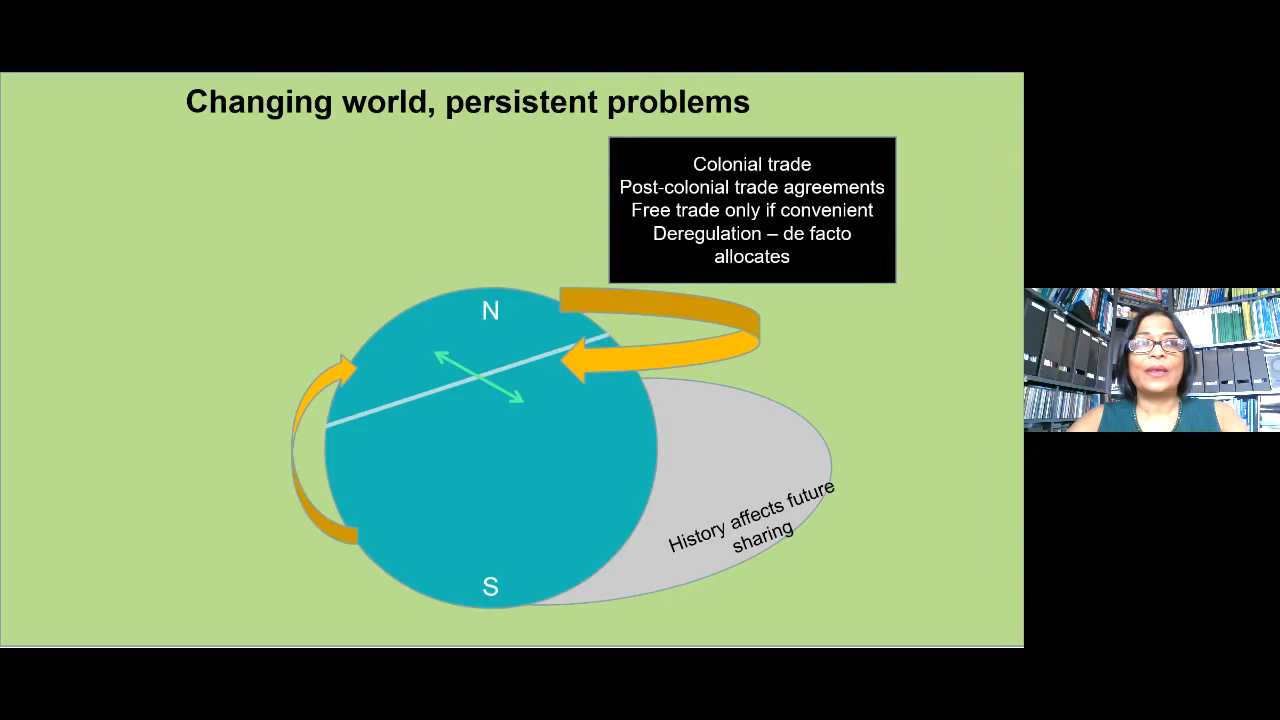 Changing world, persistent problems
Colonial trade
Post-colonial trade agreements
Free trade only if convenient
Deregulation – de facto
allocates
N
History affects future
sharing
S